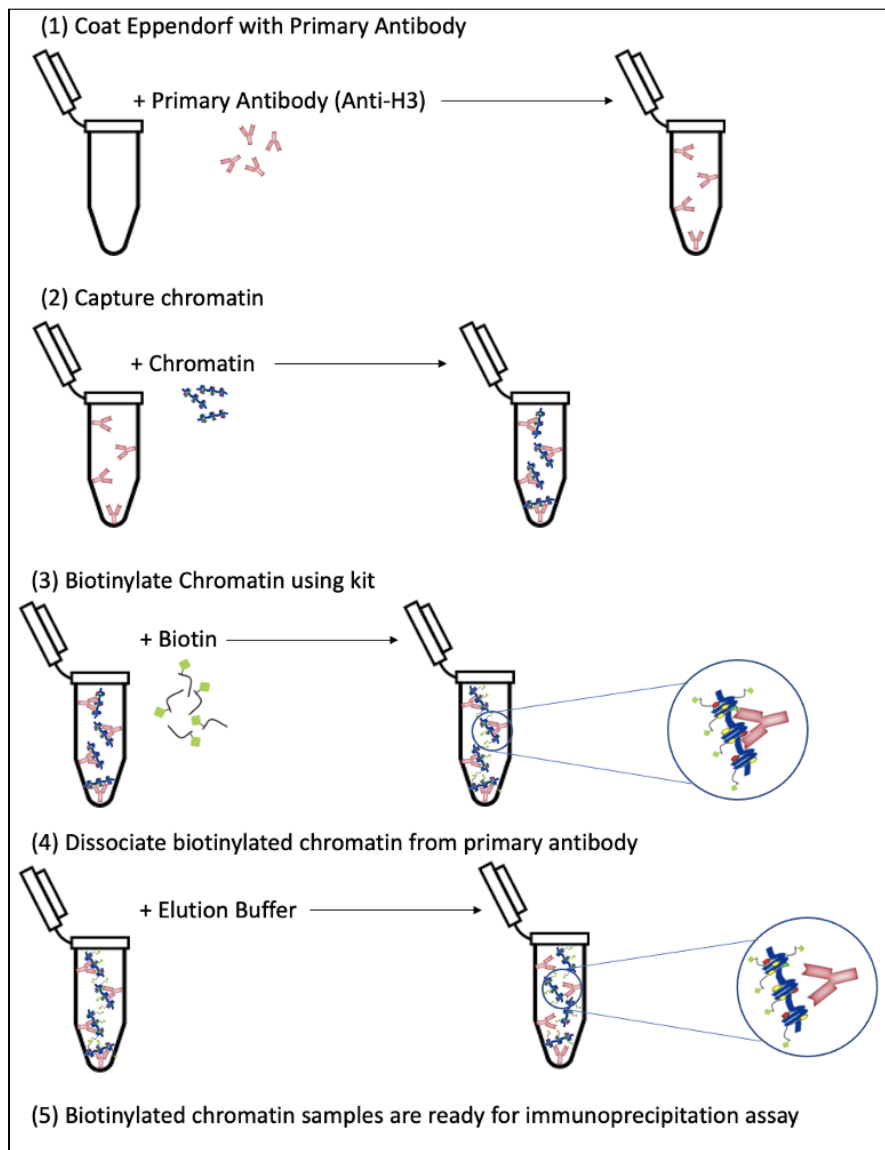 (1) Coat Eppendorf with Primary Antibody
+ Primary Antibody (Anti-H3)
(2) Capture chromatin
+ Chromatin
(3) Biotinylate Chromatin using kit
+ Biotin
(4) Dissociate biotinylated chromatin from primary antibody
+ Elution Buffer
(5) Biotinylated chromatin samples are ready for immunoprecipitation assay